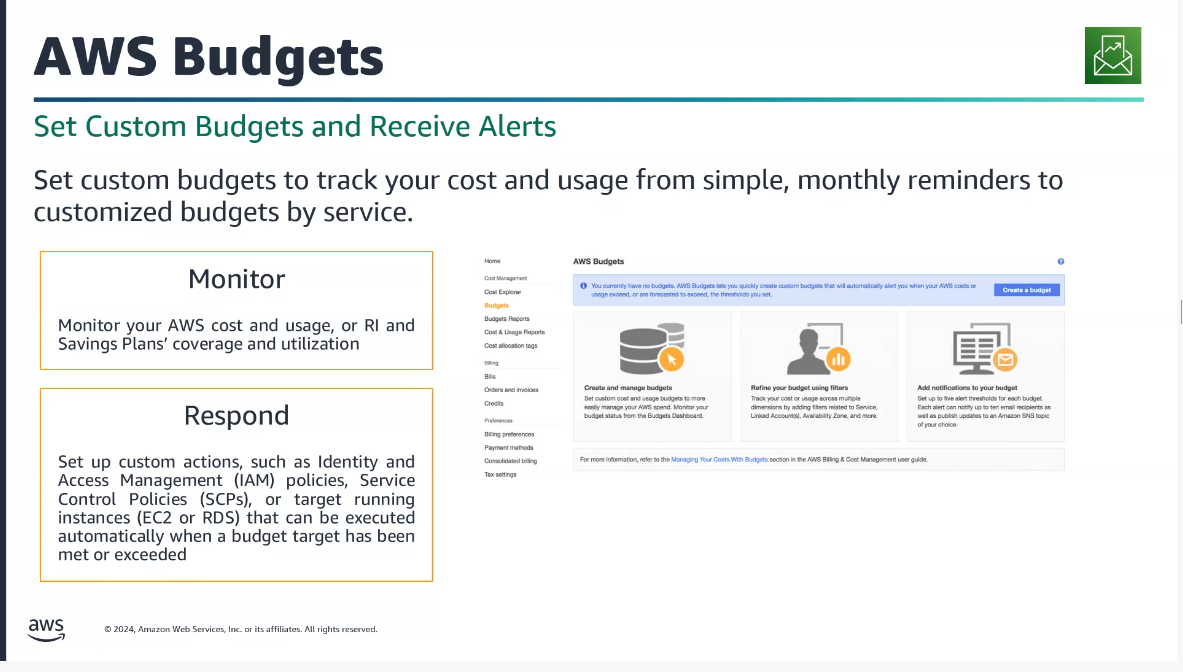 AWS Budgets
Set Custom Budgets and Receive Alerts
Set custom budgets to track your cost and usage from simple, monthly reminders to
customized budgets by service.
Monitor
Monitor your AWS cost and usage, or RI and
Savings Plans’ coverage and utilization
Respond
Set up custom actions, such as Identity and
Access Management (IAM) policies, Service
Control Policies (SCPs), or target running
instances (EC2 or RDS) that can be executed
automatically when a budget target has been
met or exceeded
Home
Cost Management
Cost Explorer
Budgets
Budgets Reports
Cost & Usage Reports
Cost allocation tags
Billing
Bills
Orders and invoices
Credits
Preferences
Billing preferences
Payment methods
Consolidated billing
Tax settings
AWS Budgets
You currently have no budgets. AWS Budgets lets you quickly create custom budgets that will automatically alert you when your AWS costs or
usage exceed, or are forecasted to exceed, the thresholds you set.
Create a budget
Create and manage budgets
Set custom cost and usage budgets to more
easily manage your AWS spend. Monitor your
budget status from the Budgets Dashboard.
Refine your budget using filters
Track your cost or usage across multiple
dimensions by adding filters related to Service,
Linked Account(s), Availability Zone, and more.
Add notifications to your budget
Set up to five alert thresholds for each budget.
Each alert can notify up to ten email recipients as
well as publish updates to an Amazon SNS topic
of your choice.
For more information, refer to the Managing Your Costs With Budgets section in the AWS Billing & Cost Management user guide.
aws
© 2024, Amazon Web Services, Inc. or its affiliates. All rights reserved.